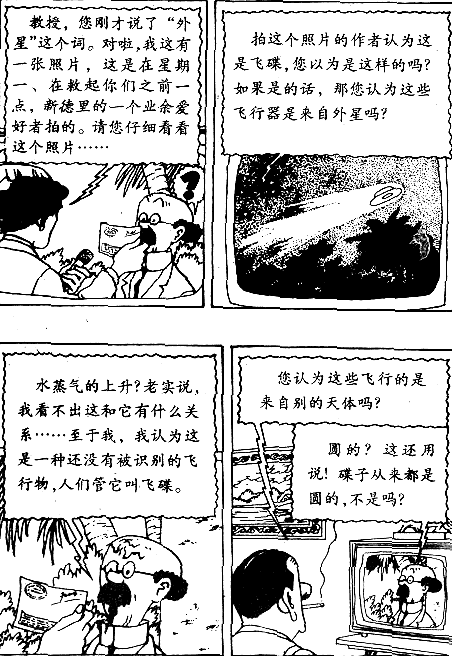 教授，您刚才说了“外
星”这个词。对啦，我这有
一张照片，这是在星期
一、在救起你们之前一
点，新德里的一个业余爱
好者拍的。请您仔细看看
这个照片……
拍这个照片的作者认为这
是飞碟，您以为是这样的吗？
如果是的话，那您认为这些
飞行器是来自外星吗？
?
水蒸气的上升？老实说，
我看不出这和它有什么关
系……至于我，我认为这
是一种还没有被识别的飞
行物，人们管它叫飞碟。
您认为这些飞行的是
来自别的天体吗？
圆的？这还用
说！碟子从来都是
圆的，不是吗？